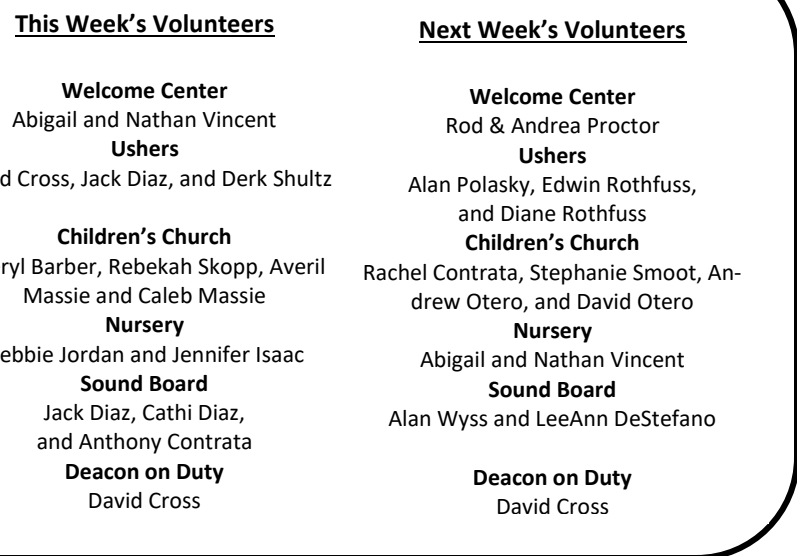 This Week's Volunteers
Welcome Center
Abigail and Nathan Vincent
Ushers
Cross, Jack Diaz, and Derk Shultz
Children's Church
Barber, Rebekah Skopp, Averil
Massie and Caleb Massie
Nursery
Jordan and Jennifer Isaac
Sound Board
Jack Diaz, Cathi Diaz,
and Anthony Contrata
Deacon on Duty
David Cross
Next Week's Volunteers
Welcome Center
Rod & Andrea Proctor
Ushers
Alan Polasky, Edwin Rothfuss,
and Diane Rothfuss
Children's Church
Rachel Contrata, Stephanie Smoot, An-
drew Otero, and David Otero
Nursery
Abigail and Nathan Vincent
Sound Board
Alan Wyss and LeeAnn DeStefano
Deacon on Duty
David Cross